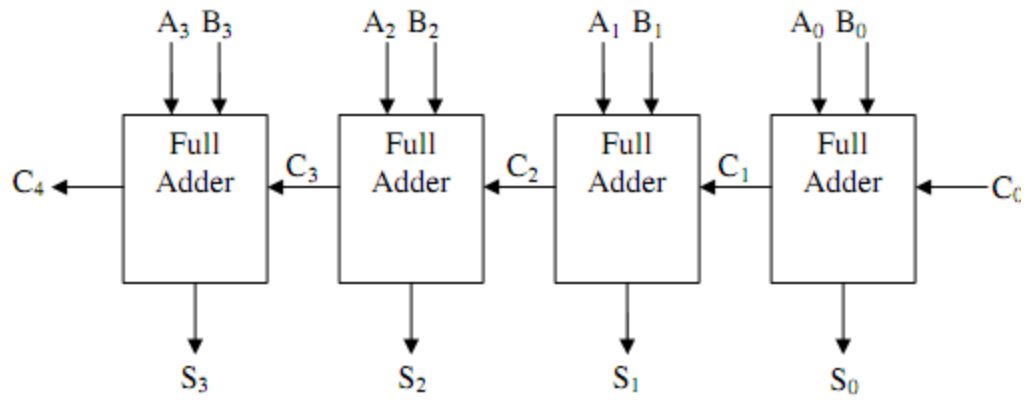 A₃ B₃ A₂ B₂ A₁ B₁ A₀ B₀
Full Full Full Full
C₄ Adder C₃ Adder C₂ Adder C₁ Adder C₀
S₃ S₂ S₁ S₀